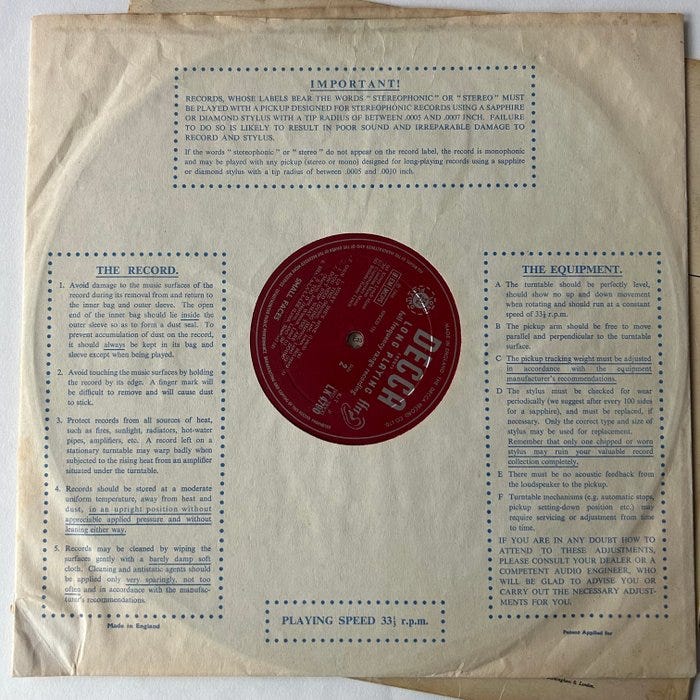 IMPORTANT!
RECORDS, WHOSE LABELS BEAR THE WORDS "STEREOPHONIC" OR "STEREO" MUST
BE PLAYED WITH A PICKUP DESIGNED FOR STEREOPHONIC RECORDS USING A SAPPHIRE
OR DIAMOND STYLUS WITH A TIP RADIUS OF BETWEEN .0005 AND .0007 INCH. FAILURE
TO DO SO IS LIKELY TO RESULT IN POOR SOUND AND IRREPARABLE DAMAGE TO
RECORD AND STYLUS.
If the words "stereophonic" or "stereo" do not appear on the record label, the record is monophonic
and may be played with any pickup (stereo or mono) designed for long-playing records using a sapphire
or diamond stylus with a tip radius of between .0005 and .0010 inch.
THE RECORD.
1. Avoid damage to the music surfaces of the
record during its removal from and return to
the inner bag and outer sleeve. The open
end of the inner bag should lie inside the
outer sleeve so as to form a dust seal. To
prevent accumulation of dust on the record,
it should always be kept in its bag and
sleeve except when being played.
2. Avoid touching the music surfaces by holding
the record by its edge. A finger mark will
be difficult to remove and will cause dust
to stick.
3. Protect records from all sources of heat,
such as fires, sunlight, radiators, hot-water
pipes, amplifiers, etc. A record left on a
stationary turntable may warp badly when
subjected to the rising heat from an amplifier
situated under the turntable.
4. Records should be stored at a moderate
uniform temperature, away from heat and
dust, in an upright position without
appreciable applied pressure and without
leaning either way.
5. Records may be cleaned by wiping the
surfaces gently with a barely damp soft
cloth. Cleaning and antistatic agents should
be applied only very sparingly, not too
often and in accordance with the manufac-
turer's recommendations.
Made in England
DECCA
LONG PLAYING
full frequency range recording
ffrr
2
LK 4790
SMALL FACES
THE EQUIPMENT.
A The turntable should be perfectly level,
should show no up and down movement
when rotating and should run at a constant
speed of 33⅓ r.p.m.
B The pickup arm should be free to move
parallel and perpendicular to the turntable
surface.
C The pickup tracking weight must be adjusted
in accordance with the equipment
manufacturer's recommendations.
D The stylus must be checked for wear
periodically (we suggest after every 100 sides
for a sapphire), and must be replaced, if
necessary. Only the correct type and size of
stylus may be used for replacement.
Remember that only one chipped or worn
stylus may ruin your valuable record
collection completely.
E There must be no acoustic feedback from
the loudspeaker to the pickup.
F Turntable mechanisms (e.g. automatic stops,
pickup setting-down position etc.) may
require servicing or adjustment from time
to time.
IF YOU ARE IN ANY DOUBT HOW TO
ATTEND TO THESE ADJUSTMENTS,
PLEASE CONSULT YOUR DEALER OR A
COMPETENT AUDIO ENGINEER, WHO
WILL BE GLAD TO ADVISE YOU OR
CARRY OUT THE NECESSARY ADJUST-
MENTS FOR YOU.
Patent Applied for
PLAYING SPEED 33⅓ r.p.m.
& London.